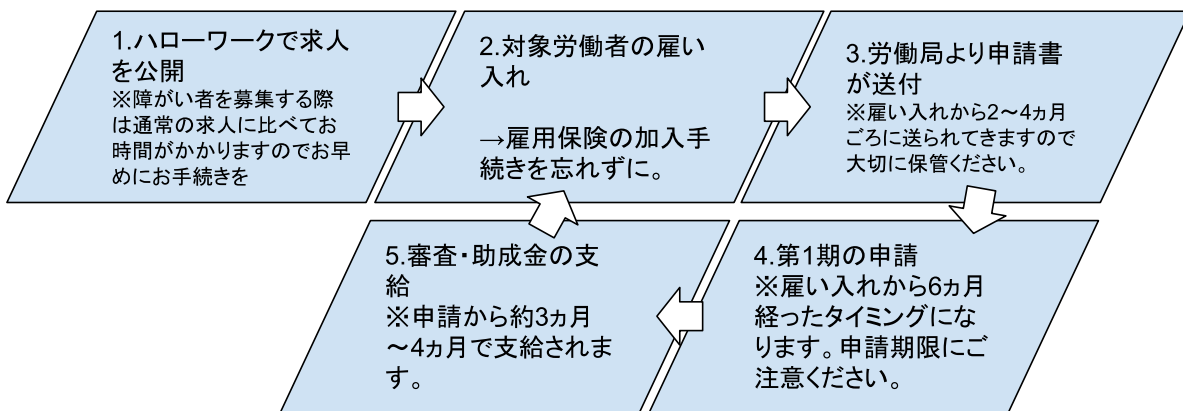 1.ハローワークで求人
を公開
※障がい者を募集する際
は通常の求人に比べてお
時間がかかりますのでお早
めにお手続きを
2.対象労働者の雇い
入れ
→雇用保険の加入手
続きを忘れずに。
3.労働局より申請書
が送付
※雇い入れから2～4ヵ月
ごろに送られてきますので
大切に保管ください。
4.第1期の申請
※雇い入れから6ヵ月
経ったタイミングにな
ります。申請期限にご
注意ください。
5.審査・助成金の支
給
※申請から約3ヵ月
～4ヵ月で支給されま
す。